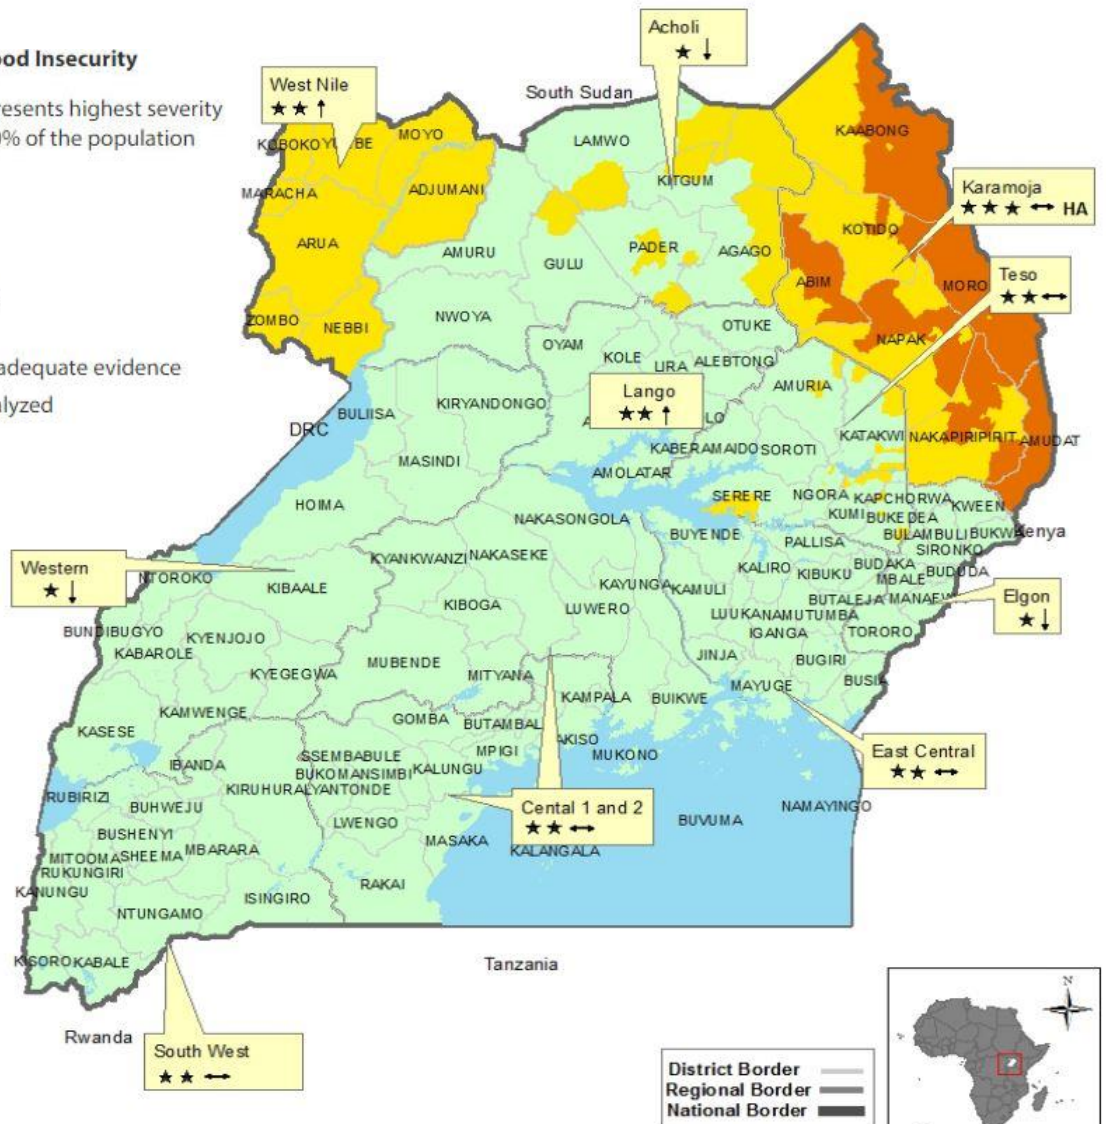 ood Insecurity
resents highest severity
0% of the population
adequate evidence
alyzed
Acholi
South Sudan
West Nile
LAMWO
KAABONG
MOYO
KOBOKO
KITGUM
Karamoja
HA
MARACHA
ADJUMANI
KOTIDO
ARUA
PADER
AGAGO
AMURU
GULU
Teso
ABIM
MORO
ZOMBO
NEBBI
NWOYA
OTUKE
OYAM
NAPAK
KOLE
LIRA
ALEBTONG
AMURIA
Lango
LO
KIRYANDONGO
BULIISA
DRC
KATAKWI
NAKAPIRIPIRIT
AMUDAT
KABERAMAIDO
SOROTI
MASINDI
AMOLATAR
SERERE
NGORA
KAPCHORWA
KWEEN
HOIMA
KUMI
BUKEDEA
NAKASONGOLA
BUYENDE
BULAMBULI
BUKW
enya
PALLISA
SIRONKO
KYANKWANZI
NAKASEKE
Western
KALIRO
BUDAKA
BUDUDA
NTOROKO
KIBAALE
KIBUKU
MBALE
KAYUNGA
KAMULI
Elgon
KIBOGA
LUWERO
BUTALEJA
MANAFW
LUUKA
NAMUTUMBA
BUNDIBUGYO
KYENJOJO
IGANGA
TORORO
KABAROLE
MUBENDE
JINJA
BUGIRI
KYEGEGWA
MITYANA
MAYUGE
BUSIA
KAMPALA
BUIKWE
KAMWENGE
GOMBA
BUTAMBAL
KASESE
AKISO
East Central
SSEMBABULE
MPIGI
MUKONO
IBANDA
BUKOMANSIMBI
KALUNGU
KIRUHURA
LYANTONDE
RUBIRIZI
BUHWEJU
Cental 1 and 2
NAMAYINGO
LWENGO
BUVUMA
BUSHENYI
MASAKA
MITOOMA
SHEEMA
MBARARA
KALANGALA
RUKUNGIRI
RAKAI
KANUNGU
ISINGIRO
NTUNGAMO
KISORO
KABALE
Tanzania
N
Rwanda
South West
District Border
Regional Border
National Border